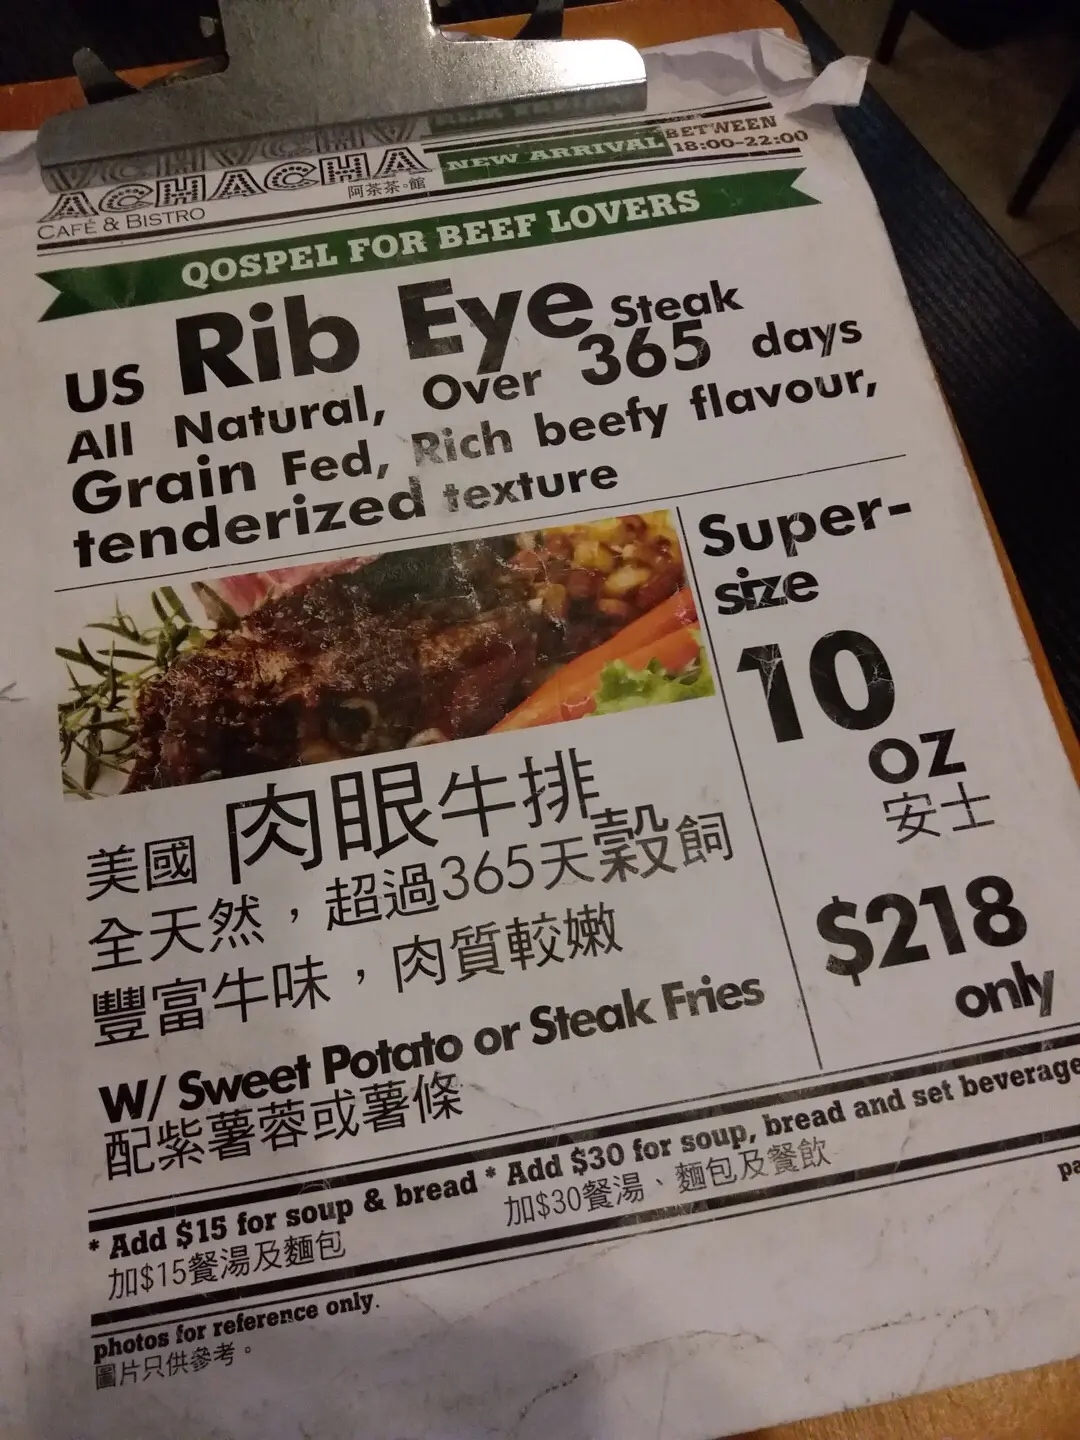 ACHACHA
阿茶茶。館
CAFÉ & BISTRO
NEW ARRIVAL
BETWEEN
18:00-22:00
QOSPEL FOR BEEF LOVERS
US Rib Eye Steak
All Natural, Over 365 days
Grain Fed, Rich beefy flavour,
tenderized texture
Super-
size
10
oz
安士
$218
only
美國 肉眼牛排
全天然，超過365天穀飼
豐富牛味，肉質較嫩
W/ Sweet Potato or Steak Fries
配紫薯蓉或薯條
* Add $15 for soup & bread * Add $30 for soup, bread and set beverage
加$15餐湯及麵包
加$30餐湯、麵包及餐飲
pa
photos for reference only.
圖片只供參考。